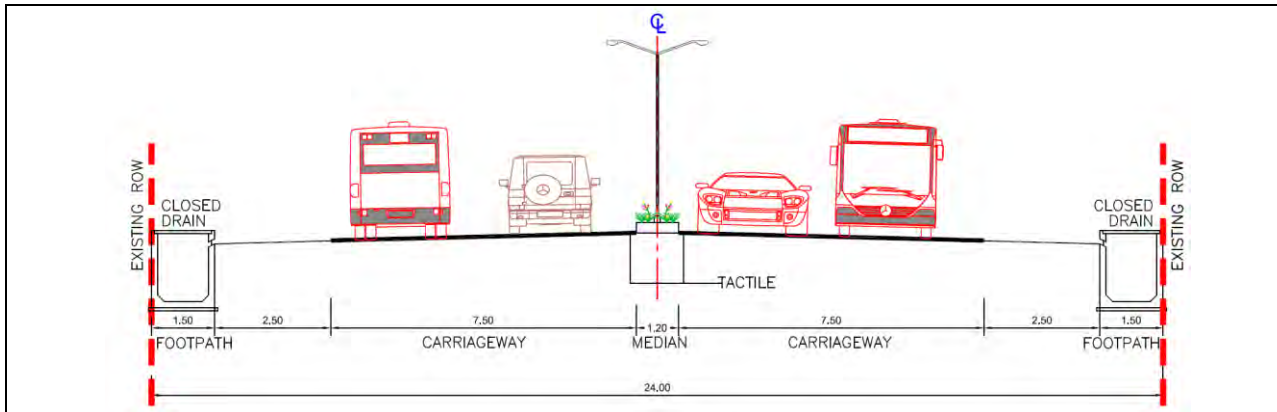 ℄
EXISTING ROW
CLOSED
DRAIN
CLOSED
DRAIN
EXISTING ROW
TACTILE
1.50
2.50
7.50
1.20
7.50
2.50
1.50
FOOTPATH
CARRIAGEWAY
MEDIAN
CARRIAGEWAY
FOOTPATH
24.00